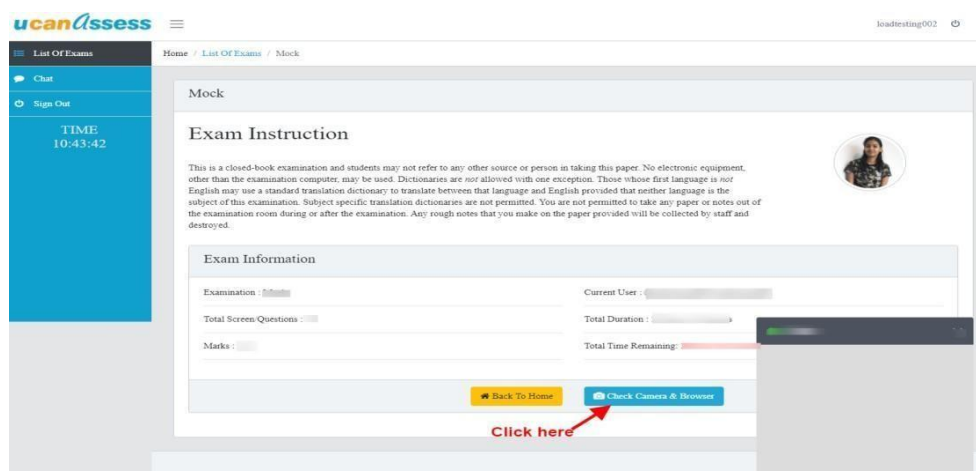 ucanAssess
loadtesting002
List Of Exams
Home / List Of Exams / Mock
Chat
Sign Out
TIME
10:43:42
Mock
Exam Instruction
This is a closed-book examination and students may not refer to any other source or person in taking this paper. No electronic equipment,
other than the examination computer, may be used. Dictionaries are not allowed with one exception. Those whose first language is not
English may use a standard translation dictionary to translate between that language and English provided that neither language is the
subject of this examination. Subject specific translation dictionaries are not permitted. You are not permitted to take any paper or notes out of
the examination room during or after the examination. Any rough notes that you make on the paper provided will be collected by staff and
destroyed.
Exam Information
Examination :
Current User :
Total Screen/Questions :
Total Duration :
Marks :
Total Time Remaining:
Back To Home
Check Camera & Browser
Click here